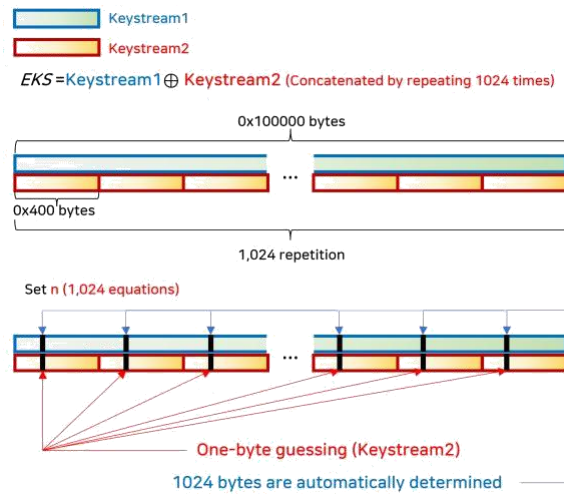 Keystream1
Keystream2
EKS =Keystream1⊕ Keystream2 (Concatenated by repeating 1024 times)
0x100000 bytes
...
0x400 bytes
1,024 repetition
Set n (1,024 equations)
...
One-byte guessing (Keystream2)
1024 bytes are automatically determined